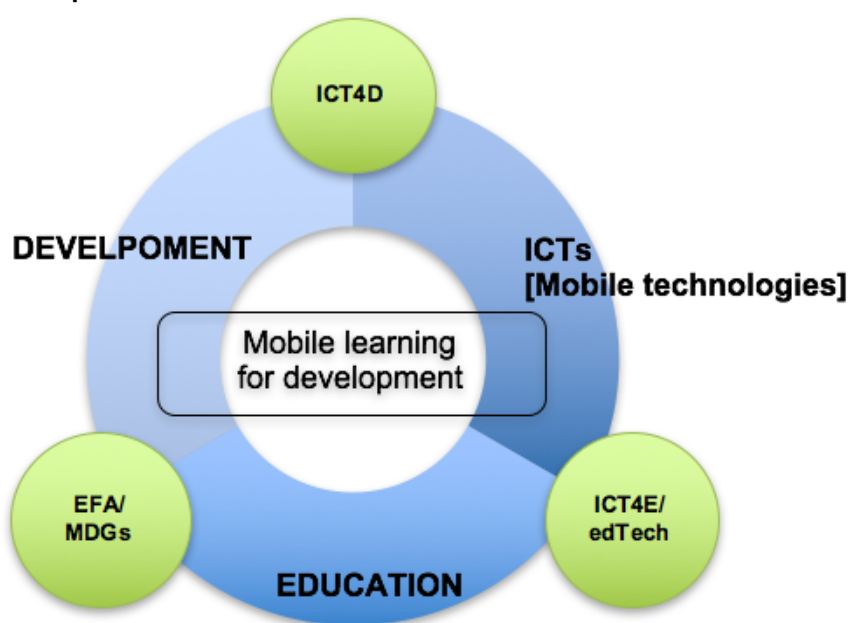 ICT4D
DEVELPOMENT
ICTs
[Mobile technologies]
Mobile learning
for development
EFA/
MDGs
ICT4E/
edTech
EDUCATION